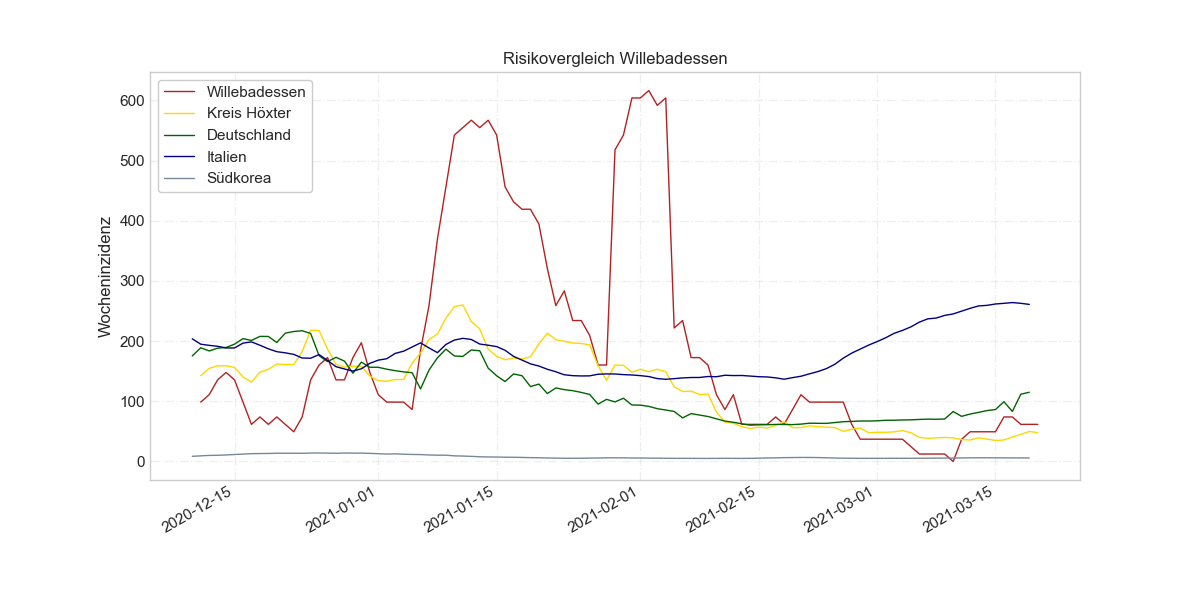 Risikovergleich Willebadessen
Willebadessen
Kreis Höxter
Deutschland
Italien
Südkorea
Wocheninzidenz
600
500
400
300
200
100
0
2020-12-15
2021-01-01
2021-01-15
2021-02-01
2021-02-15
2021-03-01
2021-03-15